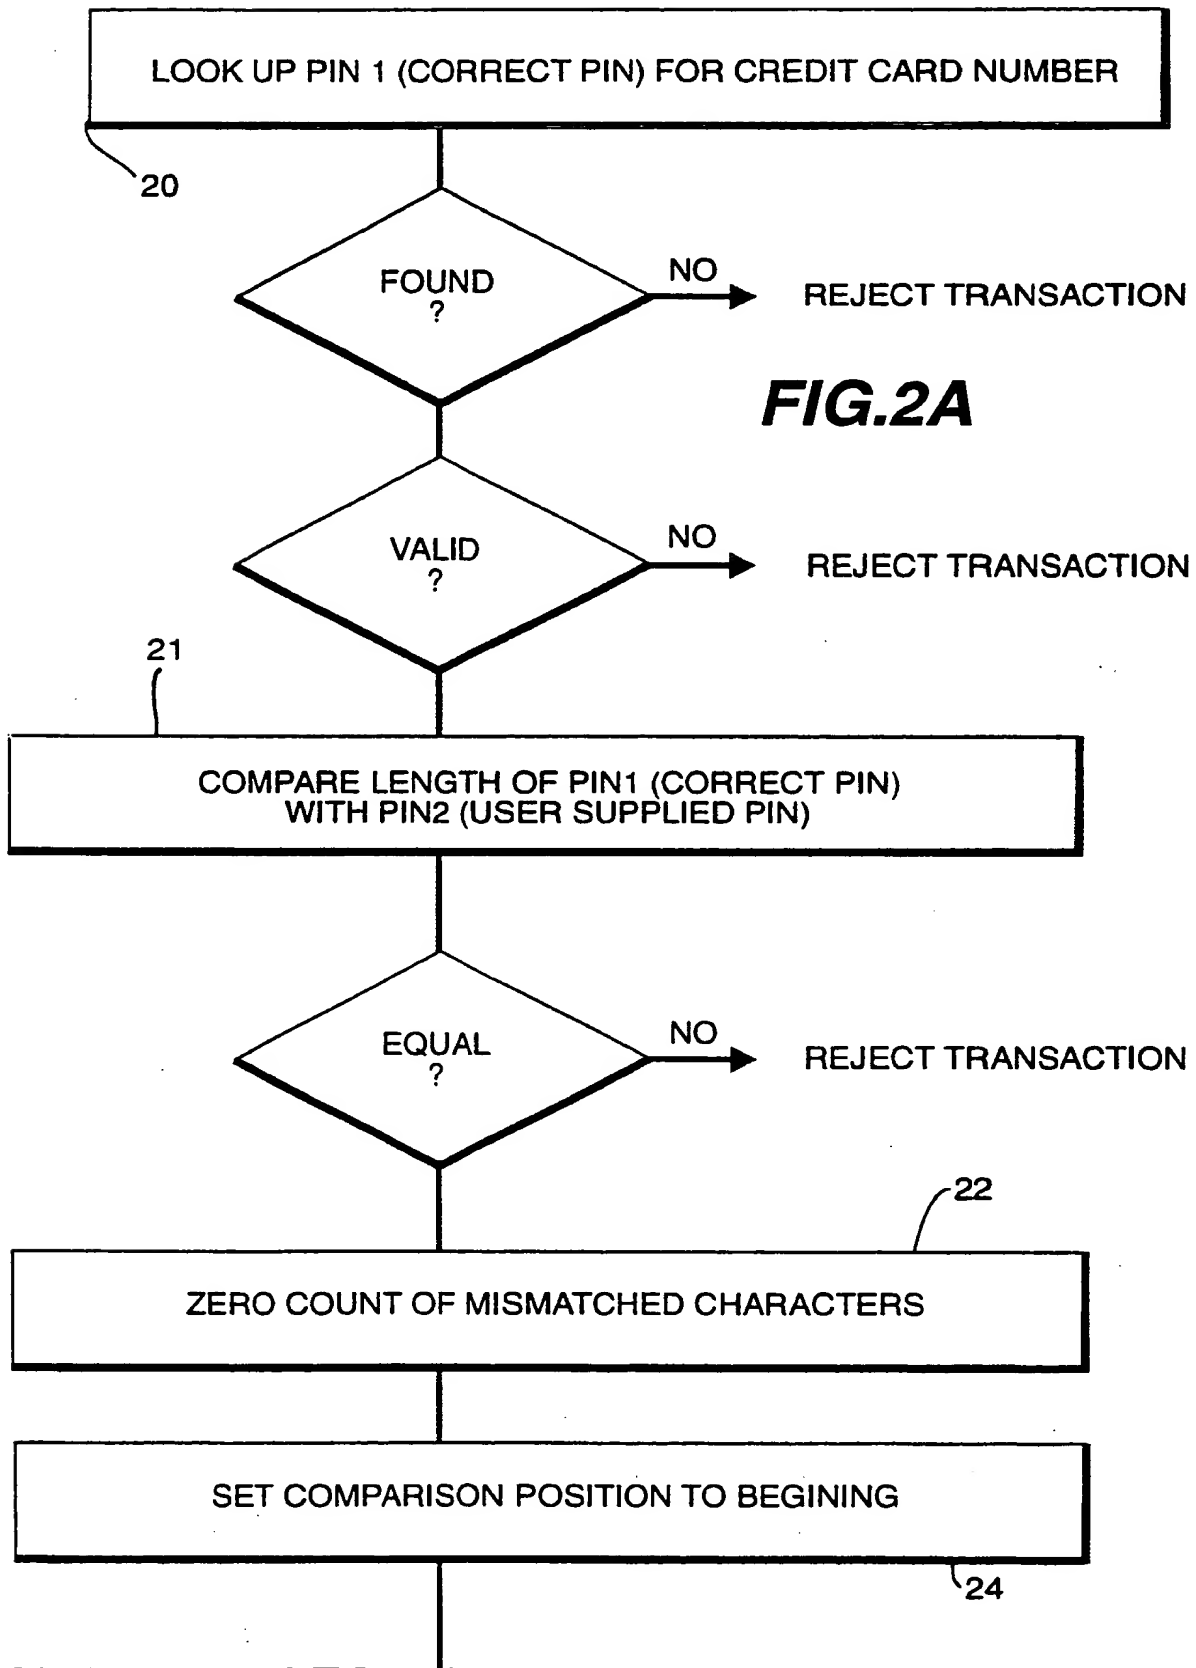 LOOK UP PIN 1 (CORRECT PIN) FOR CREDIT CARD NUMBER
20
FOUND
?
NO
REJECT TRANSACTION
FIG.2A
VALID
?
NO
REJECT TRANSACTION
21
COMPARE LENGTH OF PIN1 (CORRECT PIN)
WITH PIN2 (USER SUPPLIED PIN)
EQUAL
?
NO
REJECT TRANSACTION
22
ZERO COUNT OF MISMATCHED CHARACTERS
SET COMPARISON POSITION TO BEGINING
24